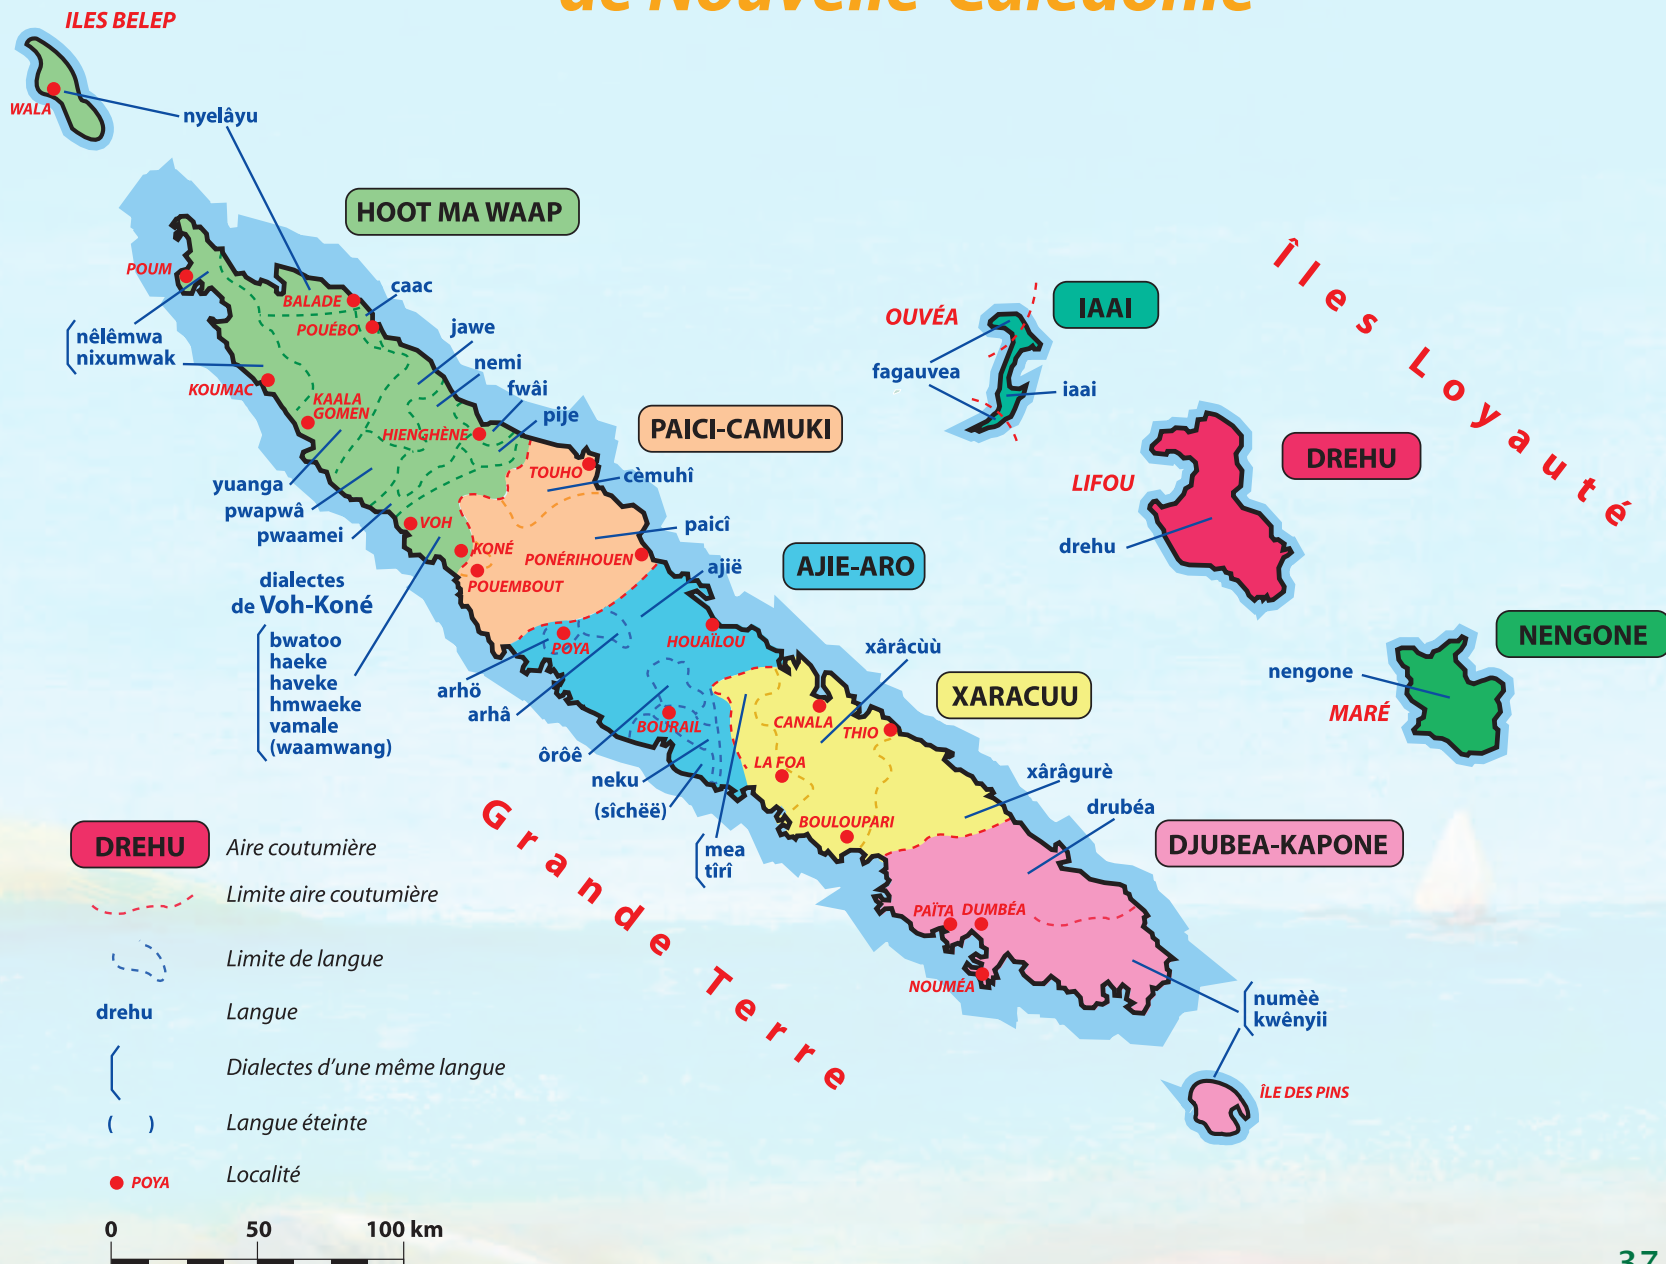 de Nouvelle-Calédonie
ILES BELEP
WALA
nyelâyu
HOOT MA WAAP
POUM
BALADE
caac
POUÉBO
nêlêmwa
nixumwak
jawe
nemi
KOUMAC
fwâi
KAALA
GOMEN
pije
HIENGHÈNE
PAICI-CAMUKI
TOUHO
cèmuhî
yuanga
pwapwâ
pwaamei
VOH
paicî
KONÉ
PONÉRIHOUEN
POUEMBOUT
AJIE-ARO
ajië
dialectes
de Voh-Koné
bwatoo
haeke
haveke
hmwaeke
vamale
(waamwang)
POYA
HOUAÏLOU
arhö
arhâ
xârâcùù
XARACUU
BOURAIL
CANALA
THIO
ôrôê
neku
(sîchëë)
LA FOA
xârâgurè
BOULOUPARI
drubéa
mea
tîrî
DJUBEA-KAPONE
PAÏTA
DUMBÉA
NOUMÉA
numèè
kwênyii
ÎLE DES PINS
OUVÉA
IAAI
fagauvea
iaai
Îles Loyauté
LIFOU
DREHU
drehu
NENGONE
nengone
MARÉ
Grande Terre
DREHU
Aire coutumière
Limite aire coutumière
Limite de langue
drehu
Langue
Dialectes d'une même langue
( )
Langue éteinte
POYA
Localité
0 50 100 km
37